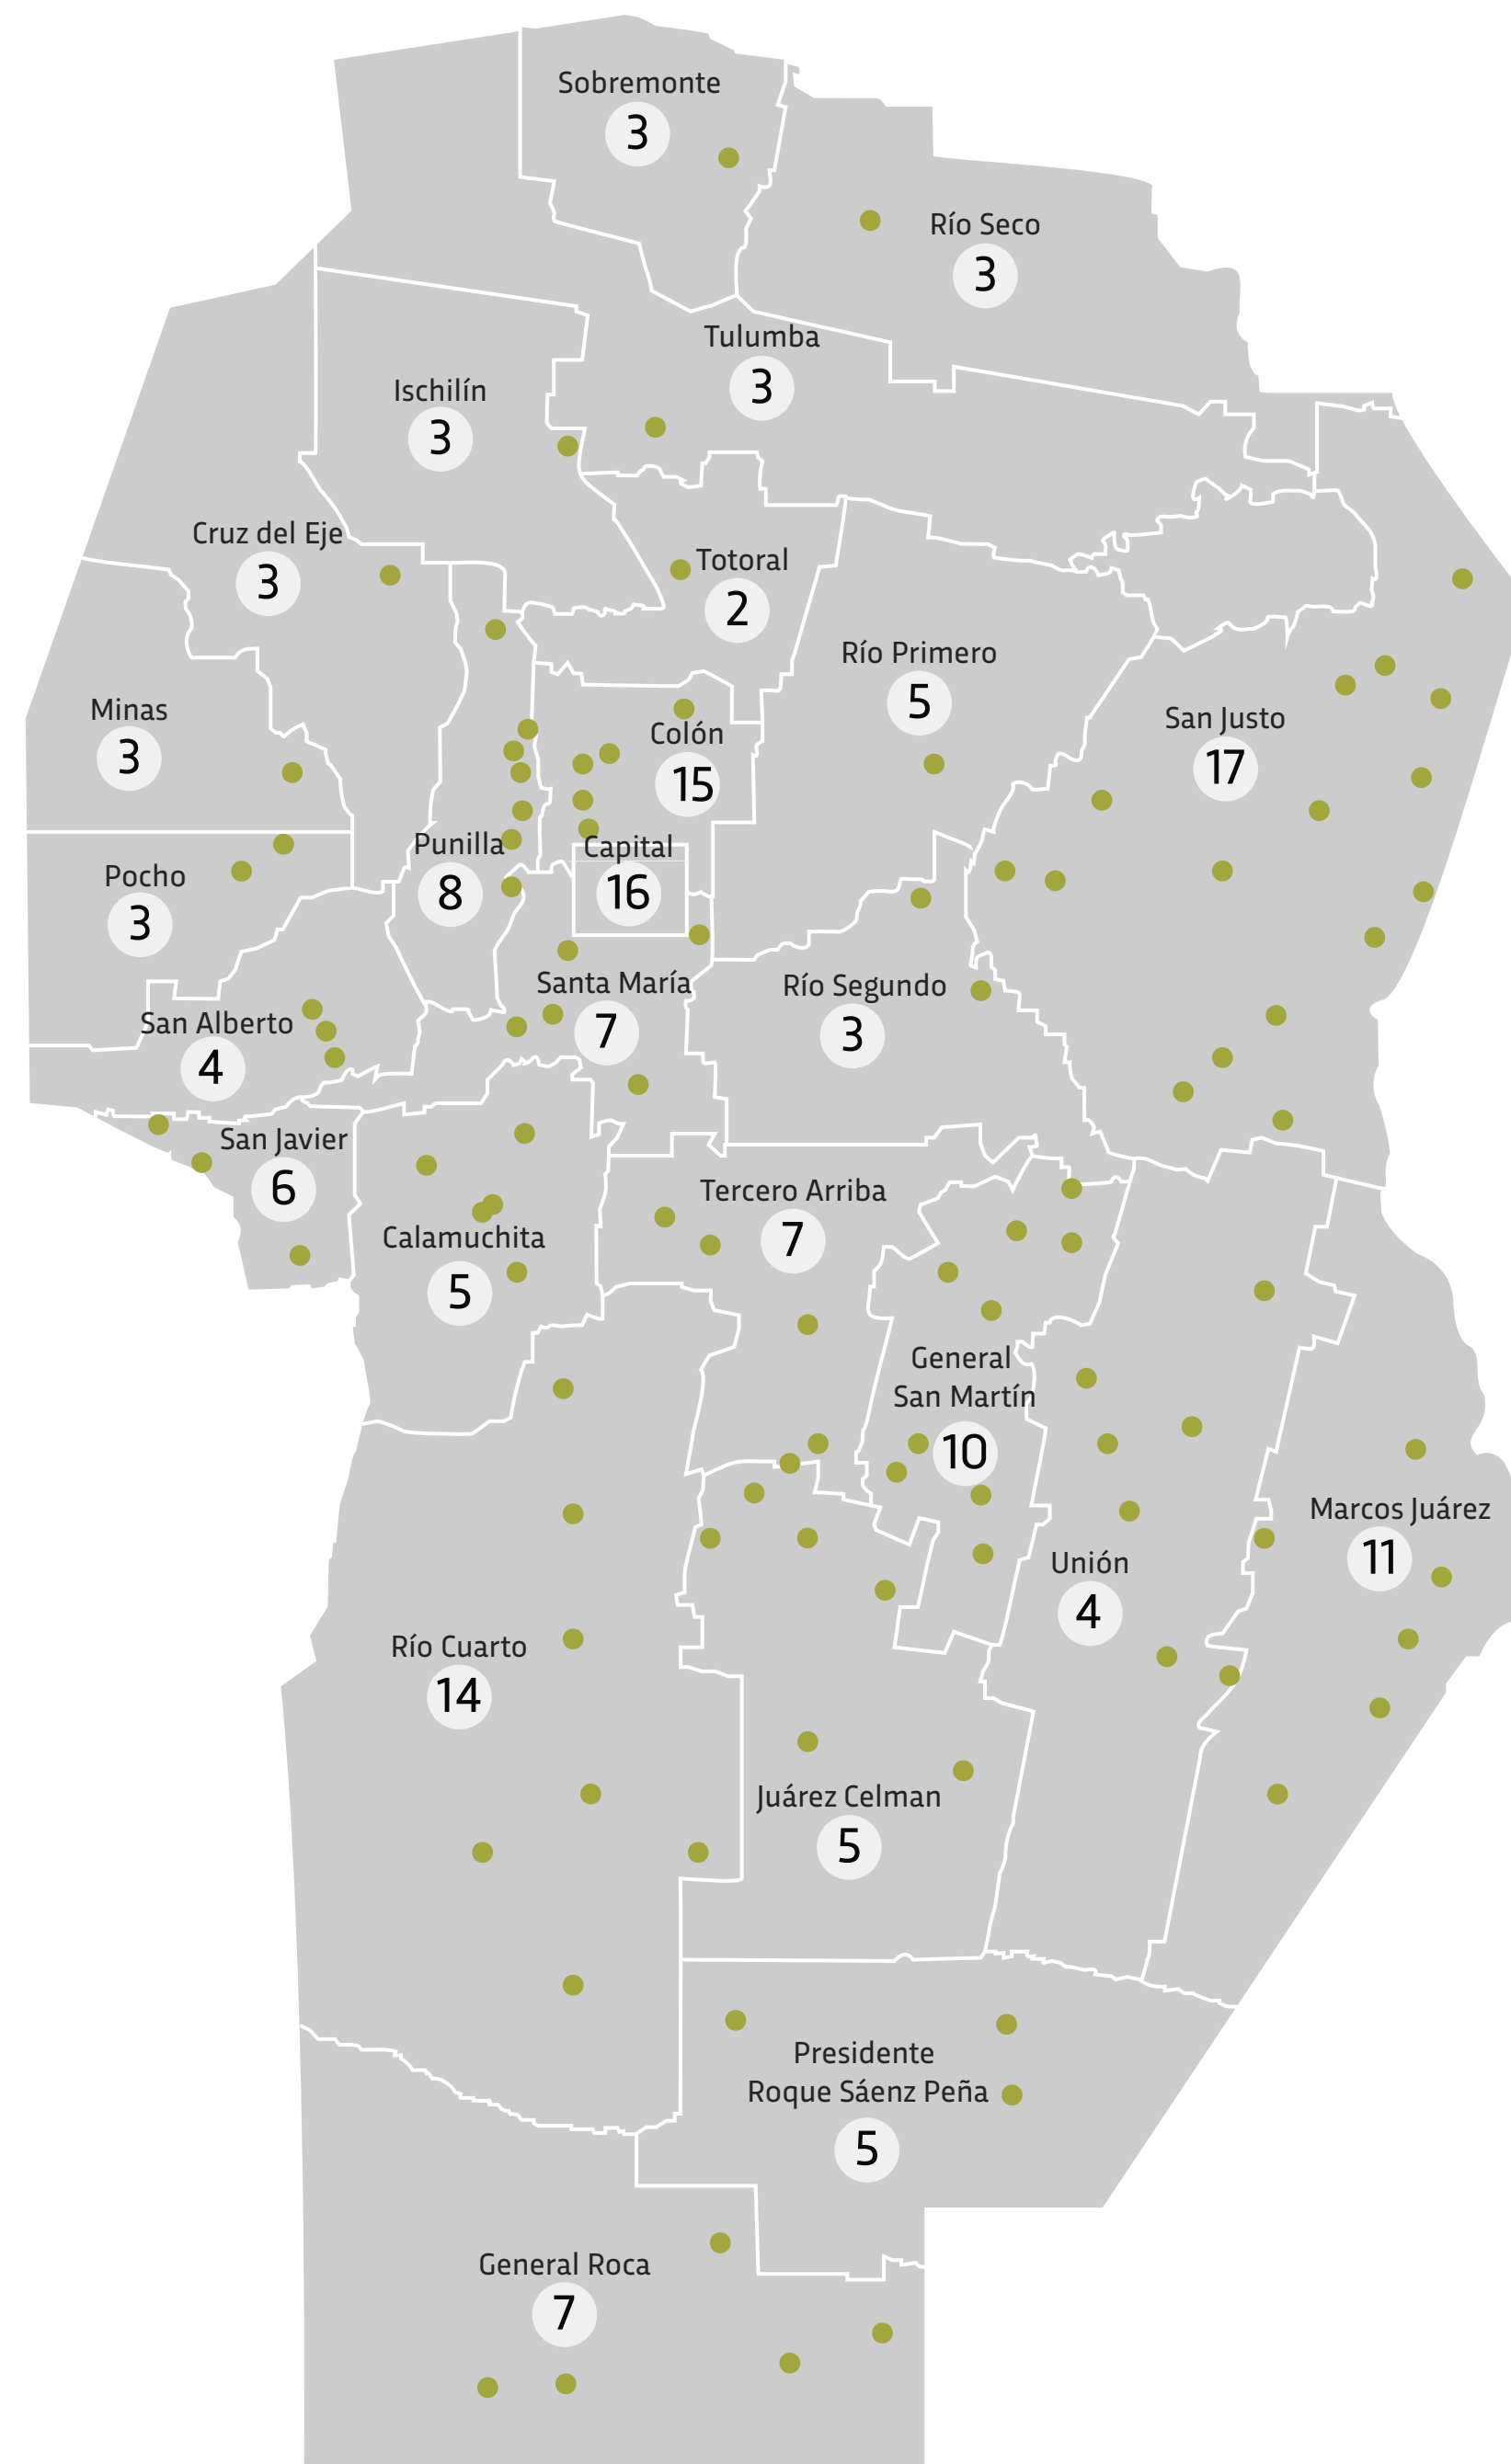 Sobremonte
3
Río Seco
3
Tulumba
3
Ischilín
3
Cruz del Eje
3
Totoral
2
Río Primero
5
San Justo
17
Minas
3
Colón
15
Punilla
8
Capital
16
Pocho
3
Santa María
7
Río Segundo
3
San Alberto
4
San Javier
6
Calamuchita
5
Tercero Arriba
7
General
San Martín
10
Marcos Juárez
11
Unión
4
Río Cuarto
14
Juárez Celman
5
Presidente
Roque Sáenz Peña
5
General Roca
7